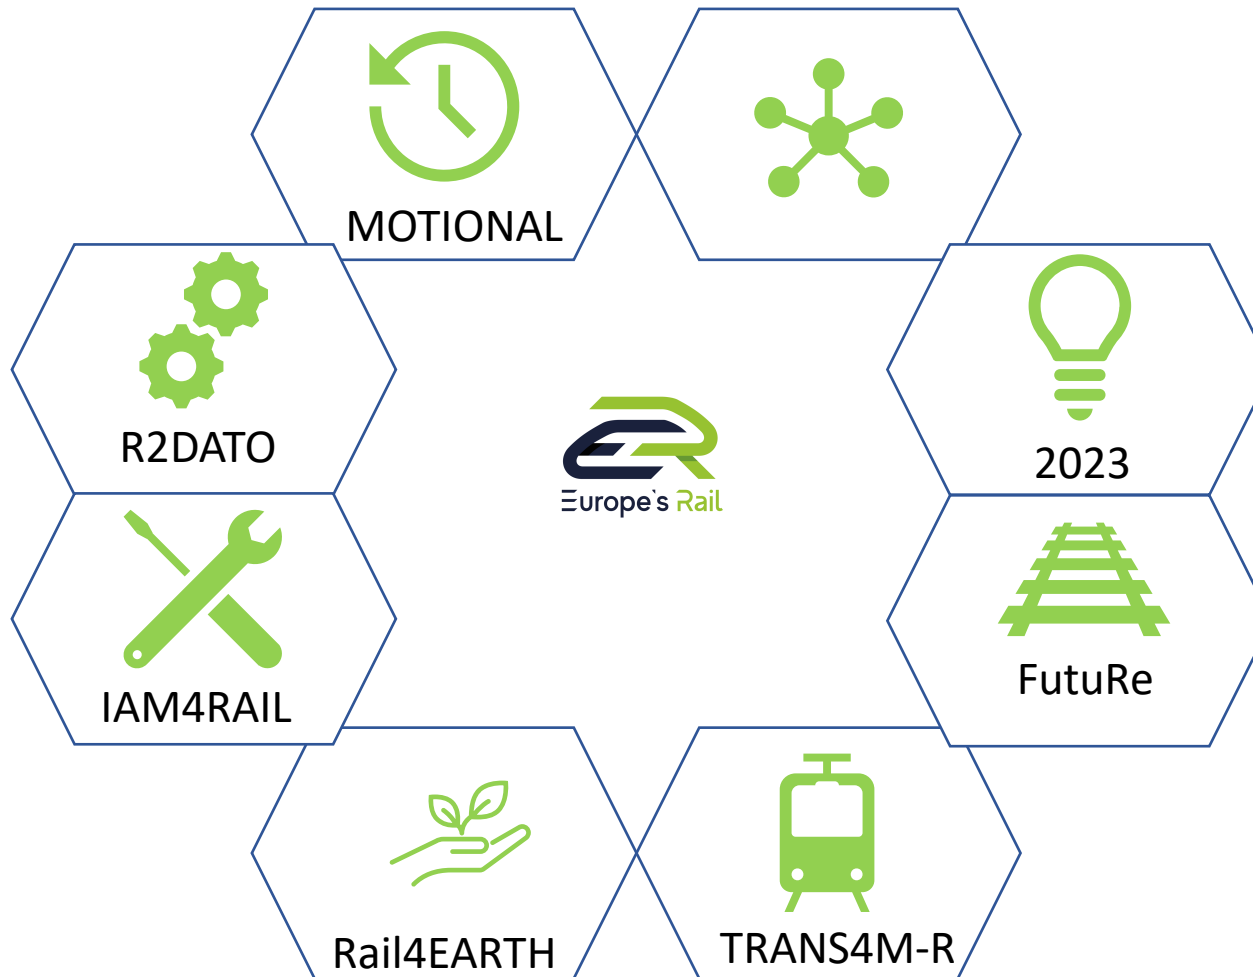 MOTIONAL
R2DATO
2023
Europe's Rail
IAM4RAIL
FutuRe
Rail4EARTH
TRANS4M-R